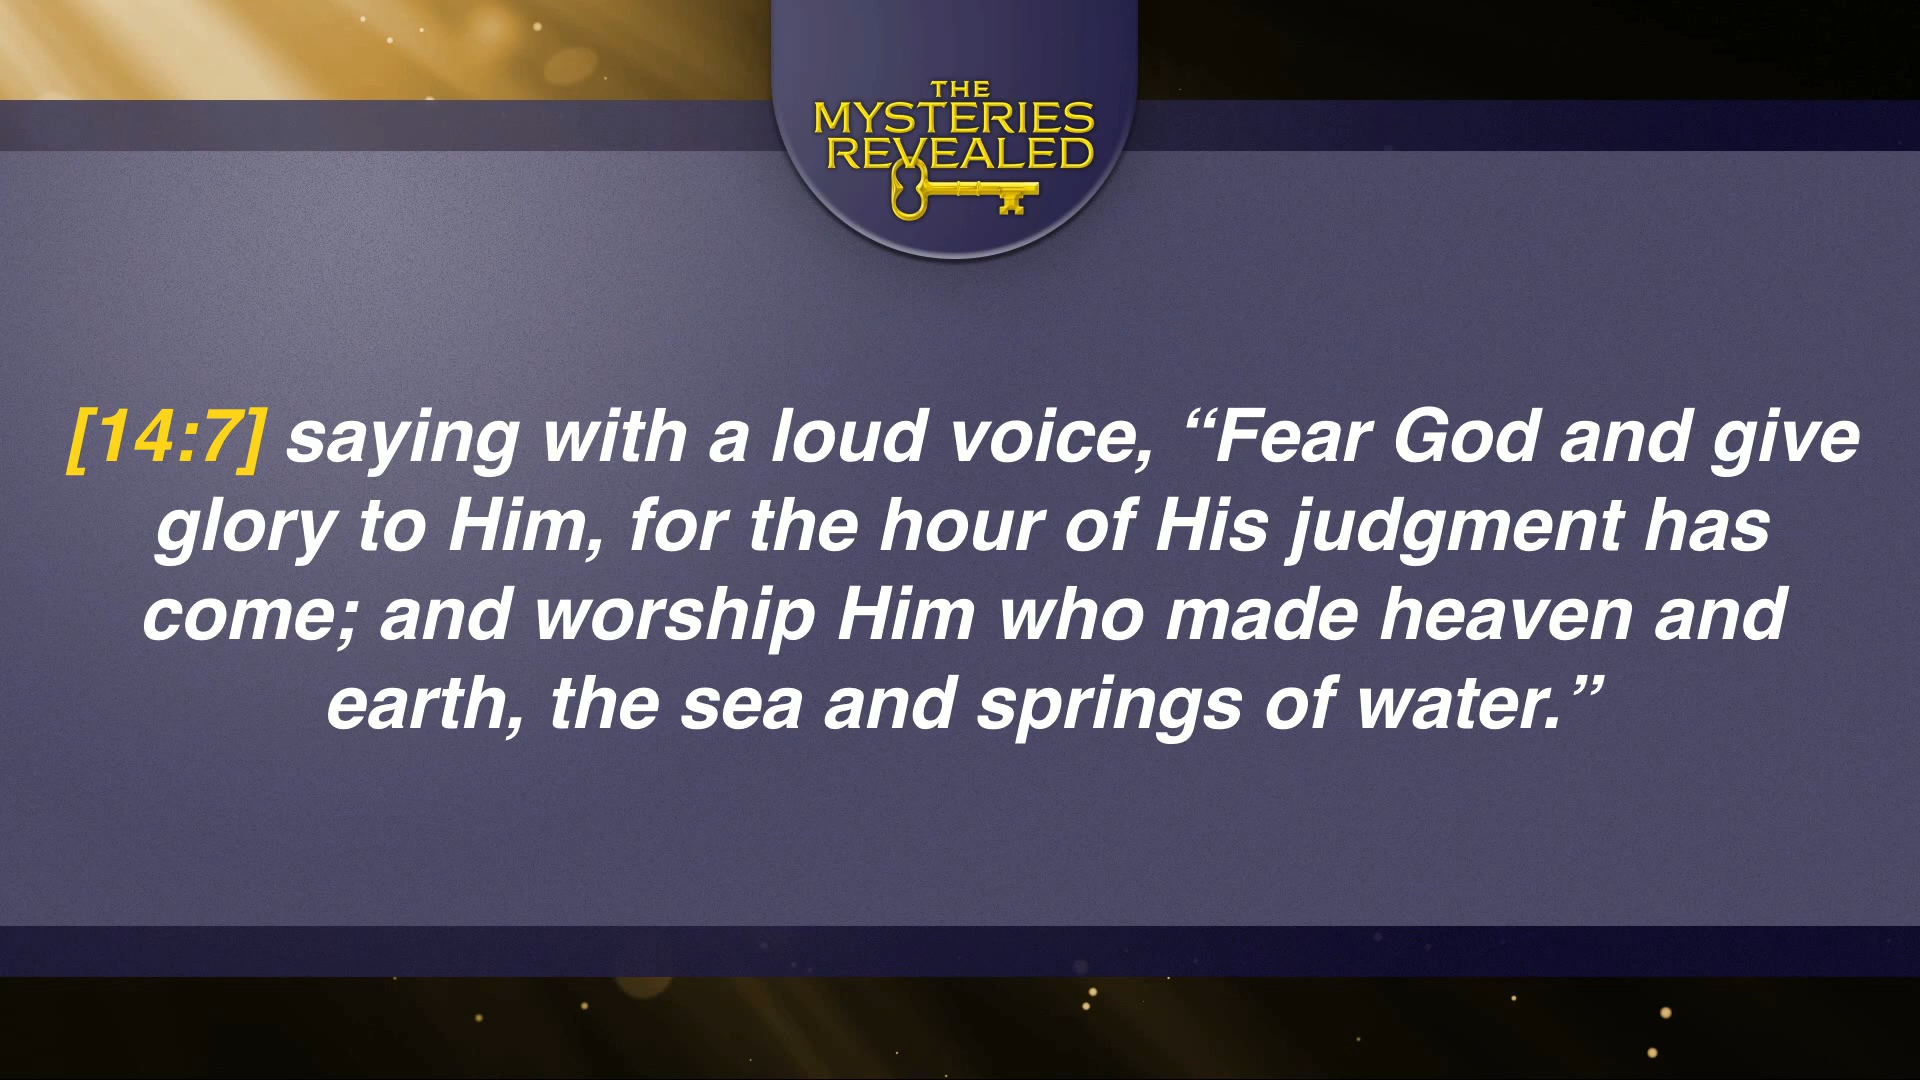 THE
MYSTERIES
REVEALED
[14:7] saying with a loud voice, “Fear God and give
glory to Him, for the hour of His judgment has
come; and worship Him who made heaven and
earth, the sea and springs of water.”